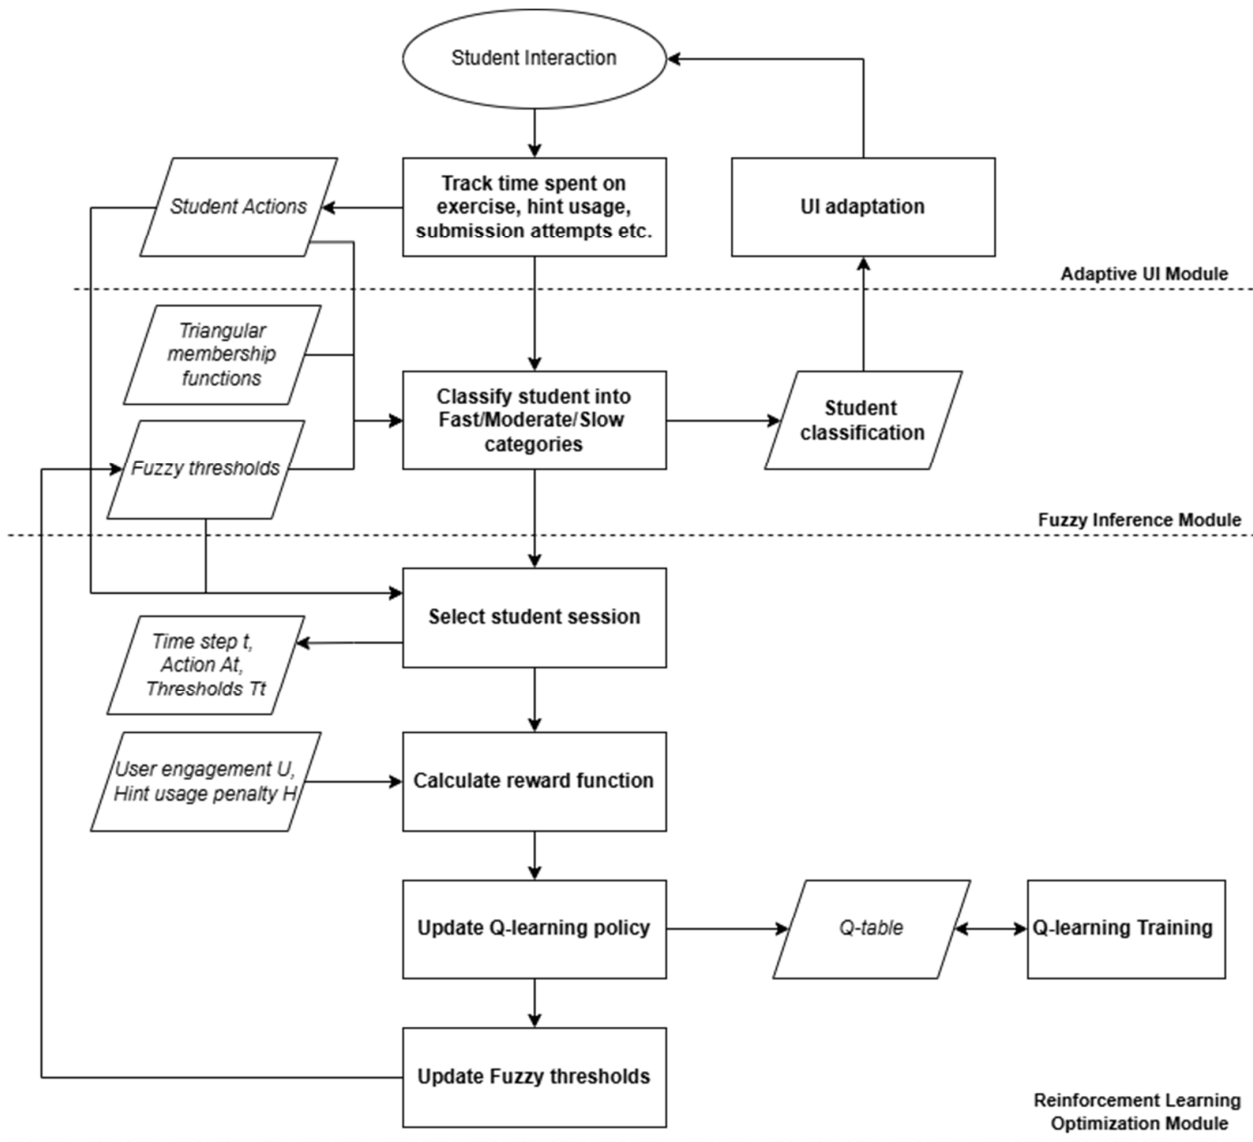 Student Interaction
Student Actions
Track time spent on
exercise, hint usage,
submission attempts etc.
UI adaptation
Adaptive UI Module
Triangular
membership
functions
Classify student into
Fast/Moderate/Slow
categories
Student
classification
Fuzzy thresholds
Fuzzy Inference Module
Select student session
Time step t,
Action At,
Thresholds Tt
User engagement U,
Hint usage penalty H
Calculate reward function
Update Q-learning policy
Q-table
Q-learning Training
Update Fuzzy thresholds
Reinforcement Learning
Optimization Module